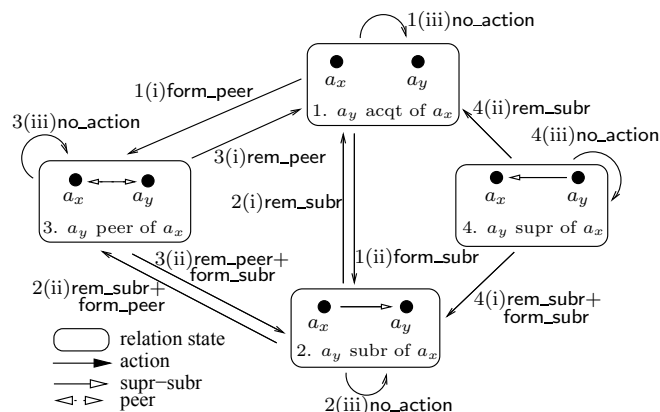 1(iii)no_action
a_x a_y
1. a_y acqt of a_x
1(i)form_peer
3(iii)no_action
3(i)rem_peer
4(ii)rem_subr
4(iii)no_action
a_x a_y
3. a_y peer of a_x
2(i)rem_subr
a_x a_y
4. a_y supr of a_x
3(ii)rem_peer+
form_subr
1(ii)form_subr
2(ii)rem_subr+
form_peer
4(i)rem_subr+
form_subr
a_x a_y
2. a_y subr of a_x
2(iii)no_action
relation state
action
supr-subr
peer